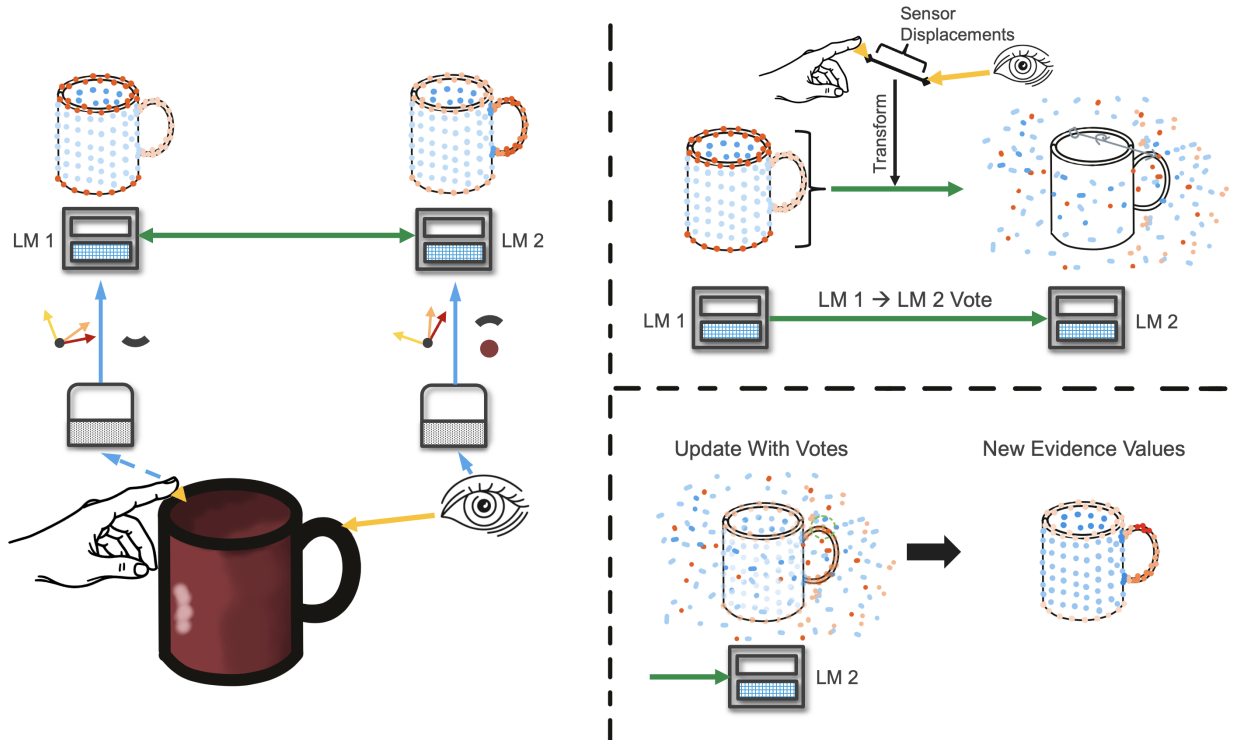 LM 1
LM 2
Sensor
Displacements
Transform
LM 1 → LM 2 Vote
LM 1
LM 2
Update With Votes
New Evidence Values
LM 2